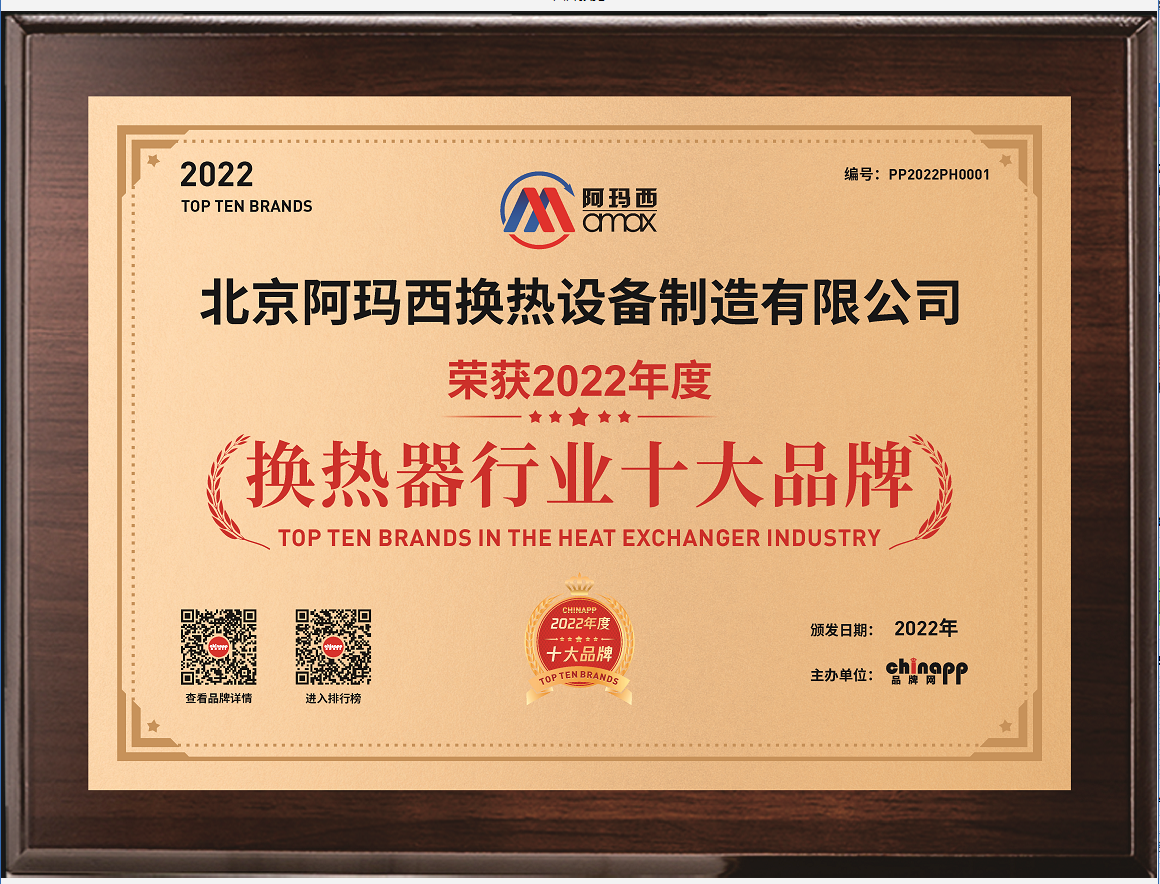 2022
TOP TEN BRANDS
阿玛西
amax
编号：PP2022PH0001
北京阿玛西换热设备制造有限公司
荣获2022年度
换热器行业十大品牌
TOP TEN BRANDS IN THE HEAT EXCHANGER INDUSTRY
查看品牌详情
进入排行榜
CHINAPP
2022年度
十大品牌
TOP TEN BRANDS
颁发日期： 2022年
主办单位： chinapp
品牌网